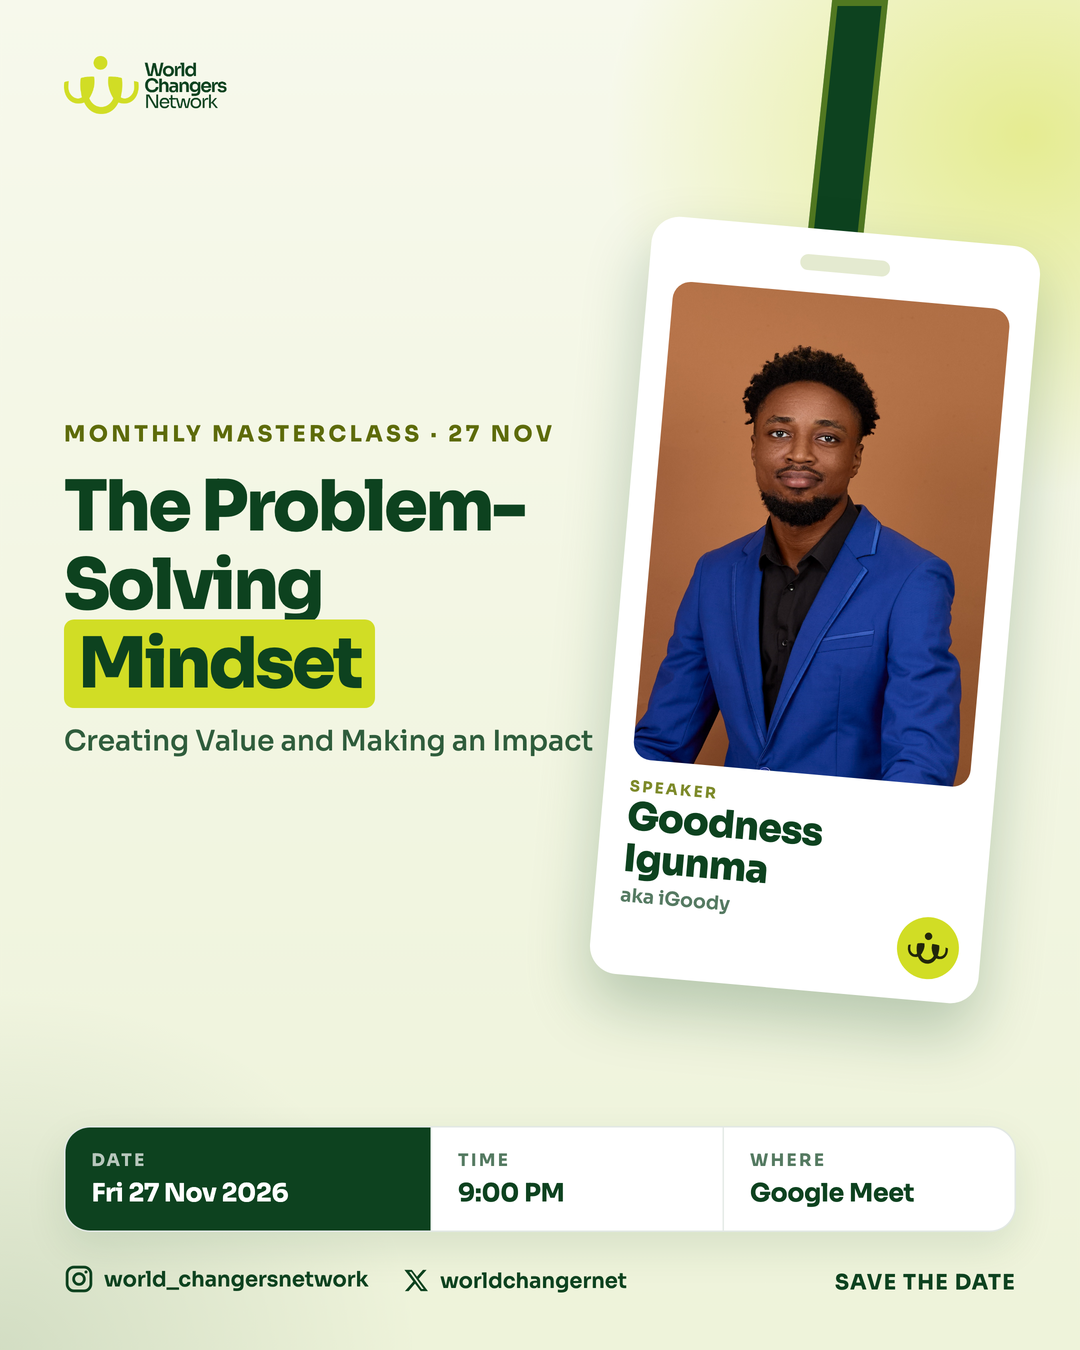 World
Changers
Network
MONTHLY MASTERCLASS · 27 NOV
The Problem-
Solving
Mindset
Creating Value and Making an Impact
SPEAKER
Goodness
Igunma
aka iGoody
DATE
Fri 27 Nov 2026
TIME
9:00 PM
WHERE
Google Meet
world_changersnetwork
worldchangernet
SAVE THE DATE